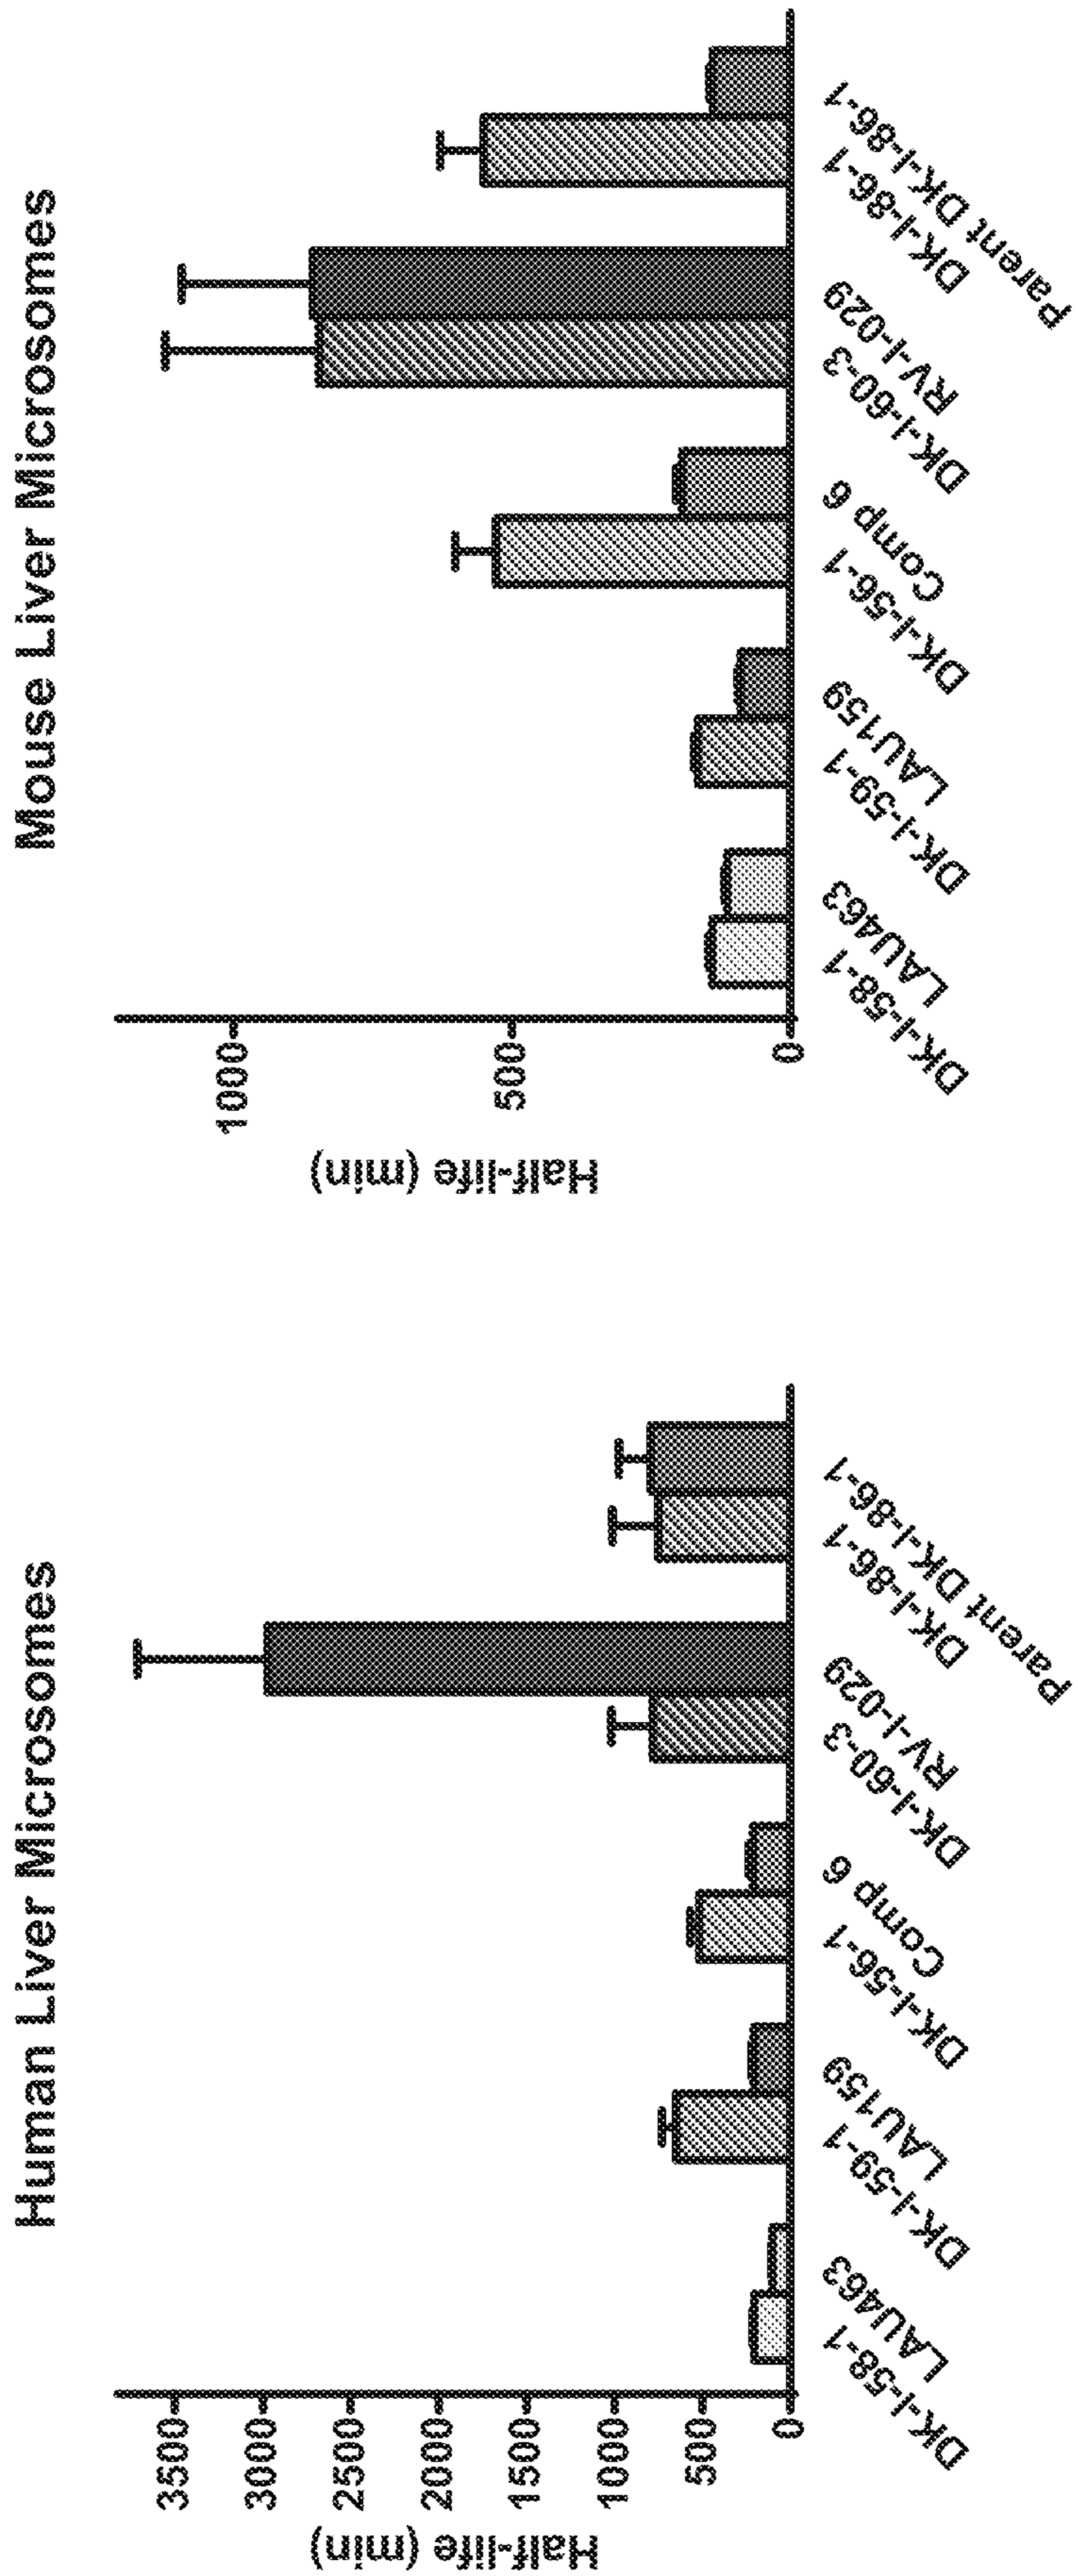 Human Liver Microsomes
Half-life (min)
3500
3000
2500
2000
1500
1000
500
0
DK-I-58-1
LAU463
DK-I-59-1
LAU159
DK-I-56-1
Comp 6
DK-I-60-3
RV-I-029
DK-I-86-1
Parent DK-I-86-1
Mouse Liver Microsomes
Half-life (min)
1000
500
0
DK-I-58-1
LAU463
DK-I-59-1
LAU159
DK-I-56-1
Comp 6
DK-I-60-3
RV-I-029
DK-I-86-1
Parent DK-I-86-1